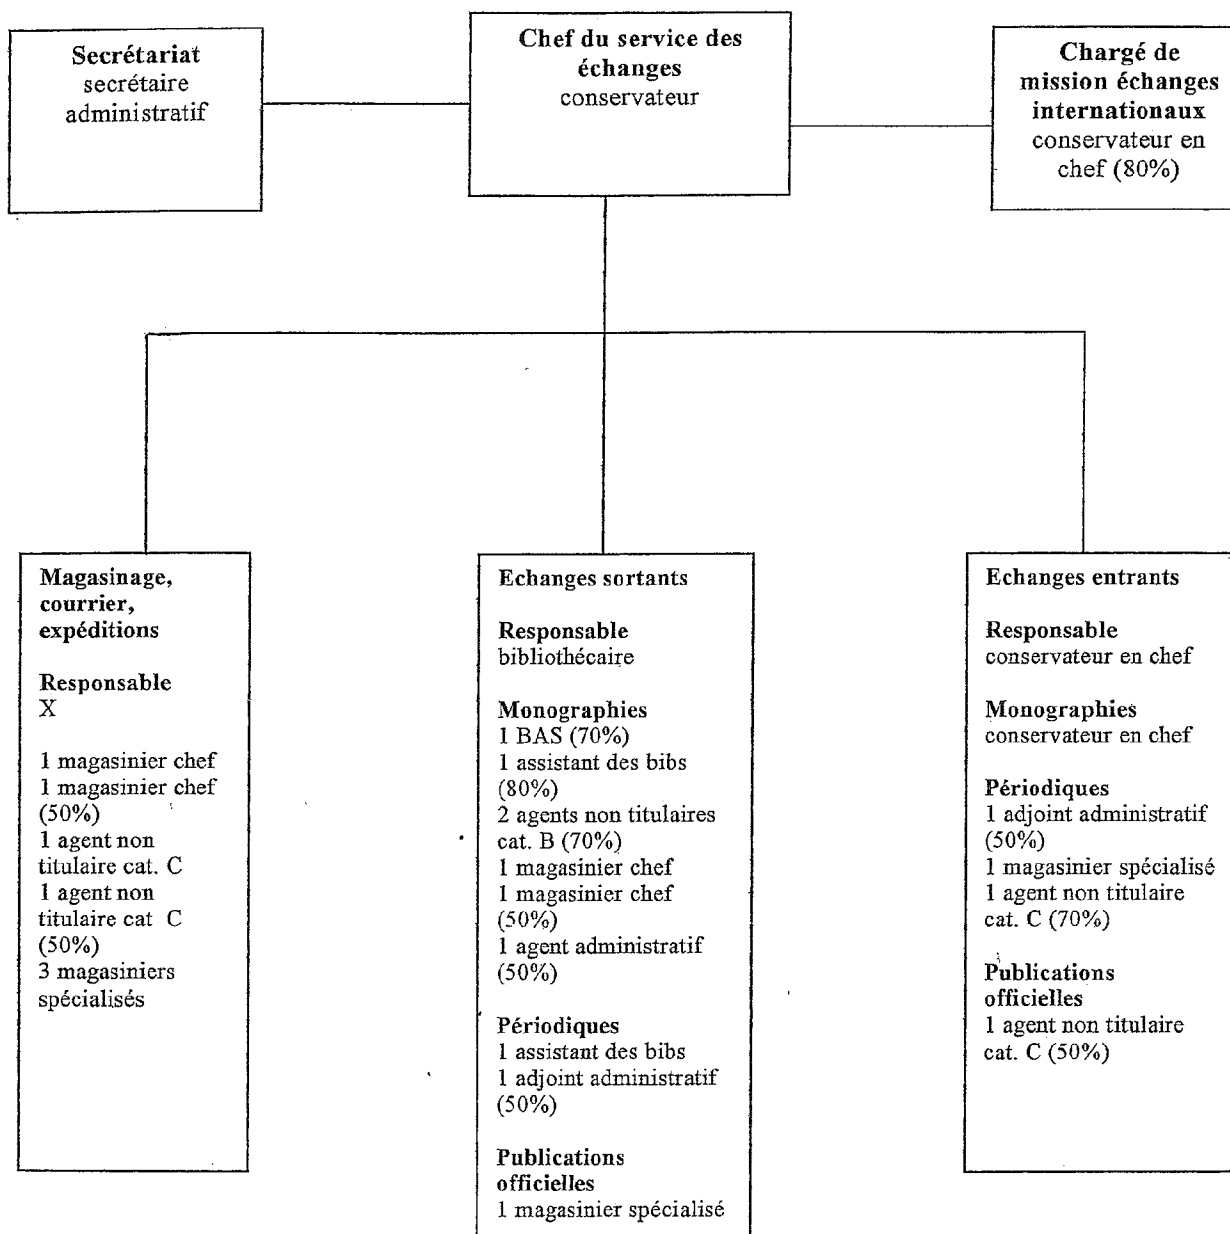 Secrétariat
secrétaire
administratif
Chef du service des
échanges
conservateur
Chargé de
mission échanges
internationaux
conservateur en
chef (80%)
Magasinage,
courrier,
expéditions
Responsable
X
1 magasinier chef
1 magasinier chef
(50%)
1 agent non
titulaire cat. C
1 agent non
titulaire cat C
(50%)
3 magasiniers
spécialisés
Echanges sortants
Responsable
bibliothécaire
Monographies
1 BAS (70%)
1 assistant des bibs
(80%)
2 agents non titulaires
cat. B (70%)
1 magasinier chef
1 magasinier chef
(50%)
1 agent administratif
(50%)
Périodiques
1 assistant des bibs
1 adjoint administratif
(50%)
Publications
officielles
1 magasinier spécialisé
Echanges entrants
Responsable
conservateur en chef
Monographies
conservateur en chef
Périodiques
1 adjoint administratif
(50%)
1 magasinier spécialisé
1 agent non titulaire
cat. C (70%)
Publications
officielles
1 agent non titulaire
cat. C (50%)